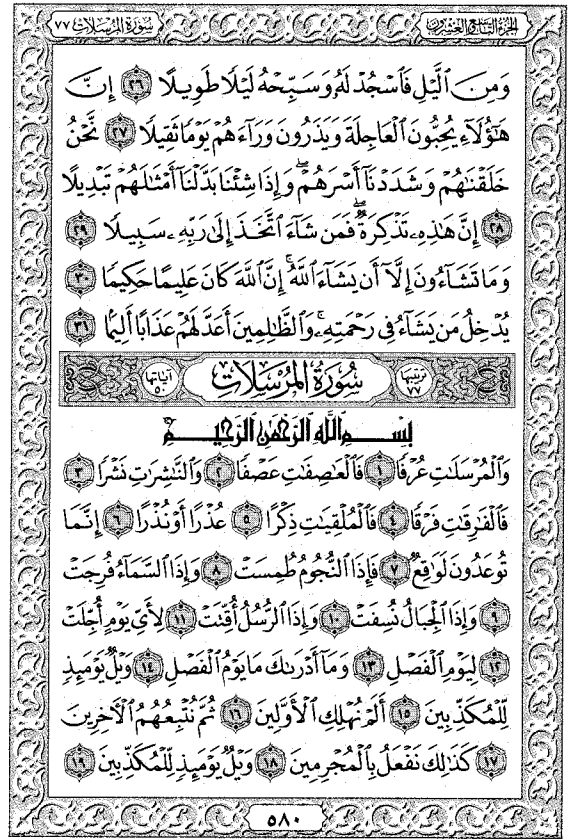 سورة المرسلات ٧٧
الجزء التاسع والعشرون
وَمِنَ ٱلَّيْلِ فَٱسْجُدْ لَهُۥ وَسَبِّحْهُ لَيْلًا طَوِيلًا ٢٦ إِنَّ
هَٰٓؤُلَآءِ يُحِبُّونَ ٱلْعَاجِلَةَ وَيَذَرُونَ وَرَآءَهُمْ يَوْمًا ثَقِيلًا ٢٧ نَّحْنُ
خَلَقْنَٰهُمْ وَشَدَدْنَآ أَسْرَهُمْ ۖ وَإِذَا شِئْنَا بَدَّلْنَآ أَمْثَٰلَهُمْ تَبْدِيلًا
٢٨ إِنَّ هَٰذِهِۦ تَذْكِرَةٌ ۖ فَمَن شَآءَ ٱتَّخَذَ إِلَىٰ رَبِّهِۦ سَبِيلًا ٢٩
وَمَا تَشَآءُونَ إِلَّآ أَن يَشَآءَ ٱللَّهُ ۚ إِنَّ ٱللَّهَ كَانَ عَلِيمًا حَكِيمًا ٣٠
يُدْخِلُ مَن يَشَآءُ فِى رَحْمَتِهِۦ ۚ وَٱلظَّٰلِمِينَ أَعَدَّ لَهُمْ عَذَابًا أَلِيمًۢا ٣١
ترتيبها ٧٧ سُورَةُ الْمُرْسَلَاتِ آياتها ٥٠
بِسْمِ ٱللَّهِ ٱلرَّحْمَٰنِ ٱلرَّحِيمِ
وَٱلْمُرْسَلَٰتِ عُرْفًا ١ فَٱلْعَٰصِفَٰتِ عَصْفًا ٢ وَٱلنَّٰشِرَٰتِ نَشْرًا ٣
فَٱلْفَٰرِقَٰتِ فَرْقًا ٤ فَٱلْمُلْقِيَٰتِ ذِكْرًا ٥ عُذْرًا أَوْ نُذْرًا ٦ إِنَّمَا
تُوعَدُونَ لَوَٰقِعٌ ٧ فَإِذَا ٱلنُّجُومُ طُمِسَتْ ٨ وَإِذَا ٱلسَّمَآءُ فُرِجَتْ
٩ وَإِذَا ٱلْجِبَالُ نُسِفَتْ ١٠ وَإِذَا ٱلرُّسُلُ أُقِّتَتْ ١١ لِأَىِّ يَوْمٍ أُجِّلَتْ
١٢ لِيَوْمِ ٱلْفَصْلِ ١٣ وَمَآ أَدْرَىٰكَ مَا يَوْمُ ٱلْفَصْلِ ١٤ وَيْلٌ يَوْمَئِذٍ
لِّلْمُكَذِّبِينَ ١٥ أَلَمْ نُهْلِكِ ٱلْأَوَّلِينَ ١٦ ثُمَّ نُتْبِعُهُمُ ٱلْءَاخِرِينَ
١٧ كَذَٰلِكَ نَفْعَلُ بِٱلْمُجْرِمِينَ ١٨ وَيْلٌ يَوْمَئِذٍ لِّلْمُكَذِّبِينَ ١٩
٥٨٠